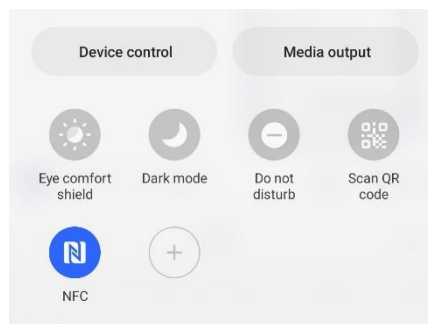 Device control
Media output
Eye comfort
shield
Dark mode
Do not
disturb
Scan QR
code
NFC